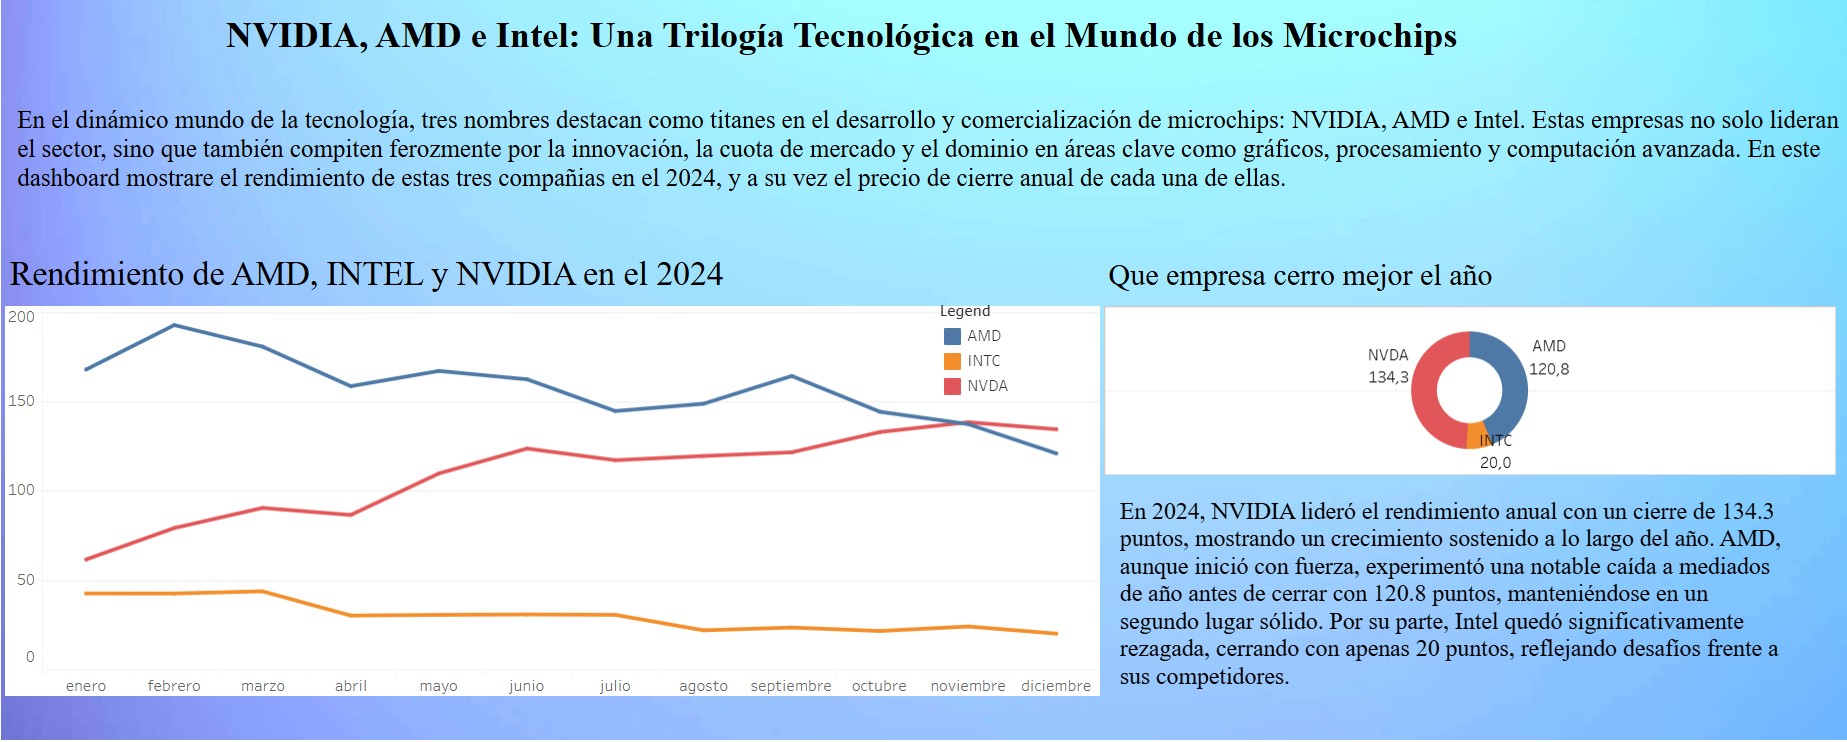 NVIDIA, AMD e Intel: Una Trilogía Tecnológica en el Mundo de los Microchips
En el dinámico mundo de la tecnología, tres nombres destacan como titanes en el desarrollo y comercialización de microchips: NVIDIA, AMD e Intel. Estas empresas no solo lideran
el sector, sino que también compiten ferozmente por la innovación, la cuota de mercado y el dominio en áreas clave como gráficos, procesamiento y computación avanzada. En este
dashboard mostrare el rendimiento de estas tres compañias en el 2024, y a su vez el precio de cierre anual de cada una de ellas.
Rendimiento de AMD, INTEL y NVIDIA en el 2024
Legend
AMD
INTC
NVDA
200
150
100
50
0
enero febrero marzo abril mayo junio julio agosto septiembre octubre noviembre diciembre
Que empresa cerro mejor el año
NVDA
134,3
AMD
120,8
INTC
20,0
En 2024, NVIDIA lideró el rendimiento anual con un cierre de 134.3
puntos, mostrando un crecimiento sostenido a lo largo del año. AMD,
aunque inició con fuerza, experimentó una notable caída a mediados
de año antes de cerrar con 120.8 puntos, manteniéndose en un
segundo lugar sólido. Por su parte, Intel quedó significativamente
rezagada, cerrando con apenas 20 puntos, reflejando desafíos frente a
sus competidores.